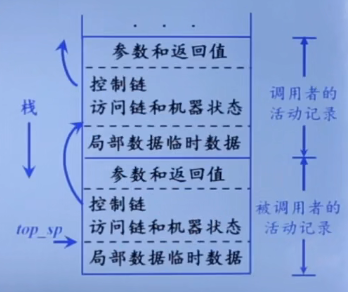 . . .
参数和返回值
控制链
访问链和机器状态
局部数据临时数据
参数和返回值
控制链
访问链和机器状态
局部数据临时数据
栈
top_sp
调用者的
活动记录
被调用者的
活动记录